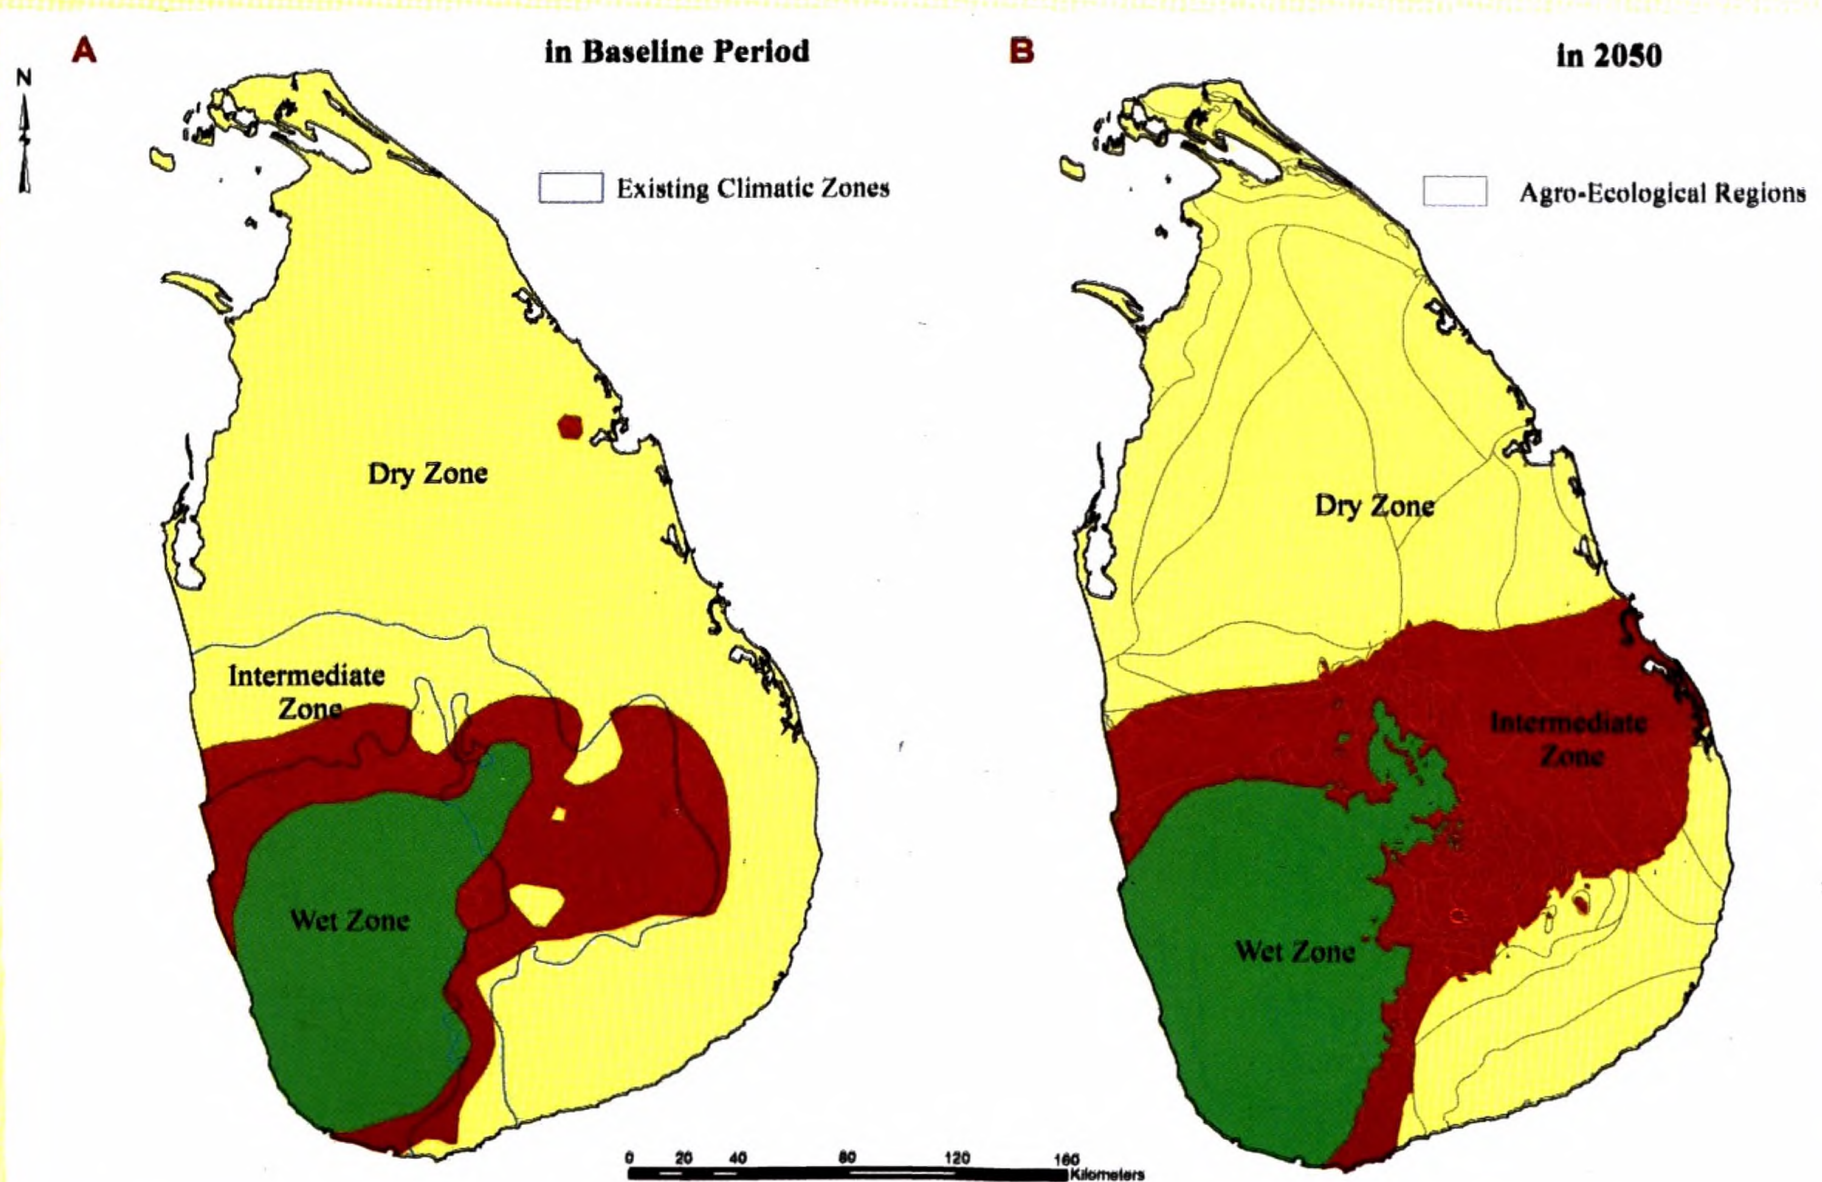 A
in Baseline Period
N
Existing Climatic Zones
Dry Zone
Intermediate
Zone
Wet Zone
B
in 2050
Agro-Ecological Regions
Dry Zone
Intermediate
Zone
Wet Zone
0 20 40 80 120 160
Kilometers